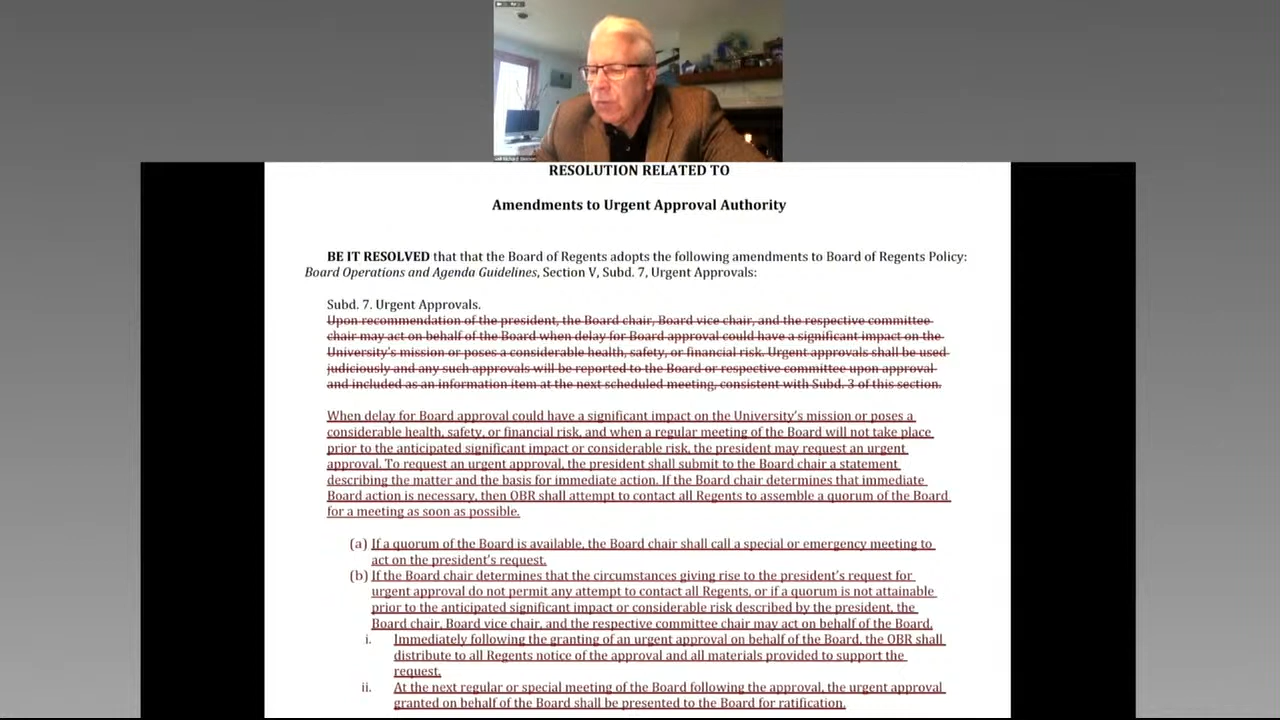 RESOLUTION RELATED TO
Amendments to Urgent Approval Authority
BE IT RESOLVED that that the Board of Regents adopts the following amendments to Board of Regents Policy:
Board Operations and Agenda Guidelines, Section V, Subd. 7, Urgent Approvals:
Subd. 7. Urgent Approvals.
Upon recommendation of the president, the Board chair, Board vice chair, and the respective committee
chair may act on behalf of the Board when delay for Board approval could have a significant impact on the
University's mission or poses a considerable health, safety, or financial risk. Urgent approvals shall be used
judiciously and any such approvals will be reported to the Board or respective committee upon approval
and included as an information item at the next scheduled meeting, consistent with Subd. 3 of this section.
When delay for Board approval could have a significant impact on the University's mission or poses a
considerable health, safety, or financial risk, and when a regular meeting of the Board will not take place
prior to the anticipated significant impact or considerable risk, the president may request an urgent
approval. To request an urgent approval, the president shall submit to the Board chair a statement
describing the matter and the basis for immediate action. If the Board chair determines that immediate
Board action is necessary, then OBR shall attempt to contact all Regents to assemble a quorum of the Board
for a meeting as soon as possible.
(a) If a quorum of the Board is available, the Board chair shall call a special or emergency meeting to
act on the president's request.
(b) If the Board chair determines that the circumstances giving rise to the president's request for
urgent approval do not permit any attempt to contact all Regents, or if a quorum is not attainable
prior to the anticipated significant impact or considerable risk described by the president, the
Board chair, Board vice chair, and the respective committee chair may act on behalf of the Board.
i. Immediately following the granting of an urgent approval on behalf of the Board, the OBR shall
distribute to all Regents notice of the approval and all materials provided to support the
request.
ii. At the next regular or special meeting of the Board following the approval, the urgent approval
granted on behalf of the Board shall be presented to the Board for ratification.